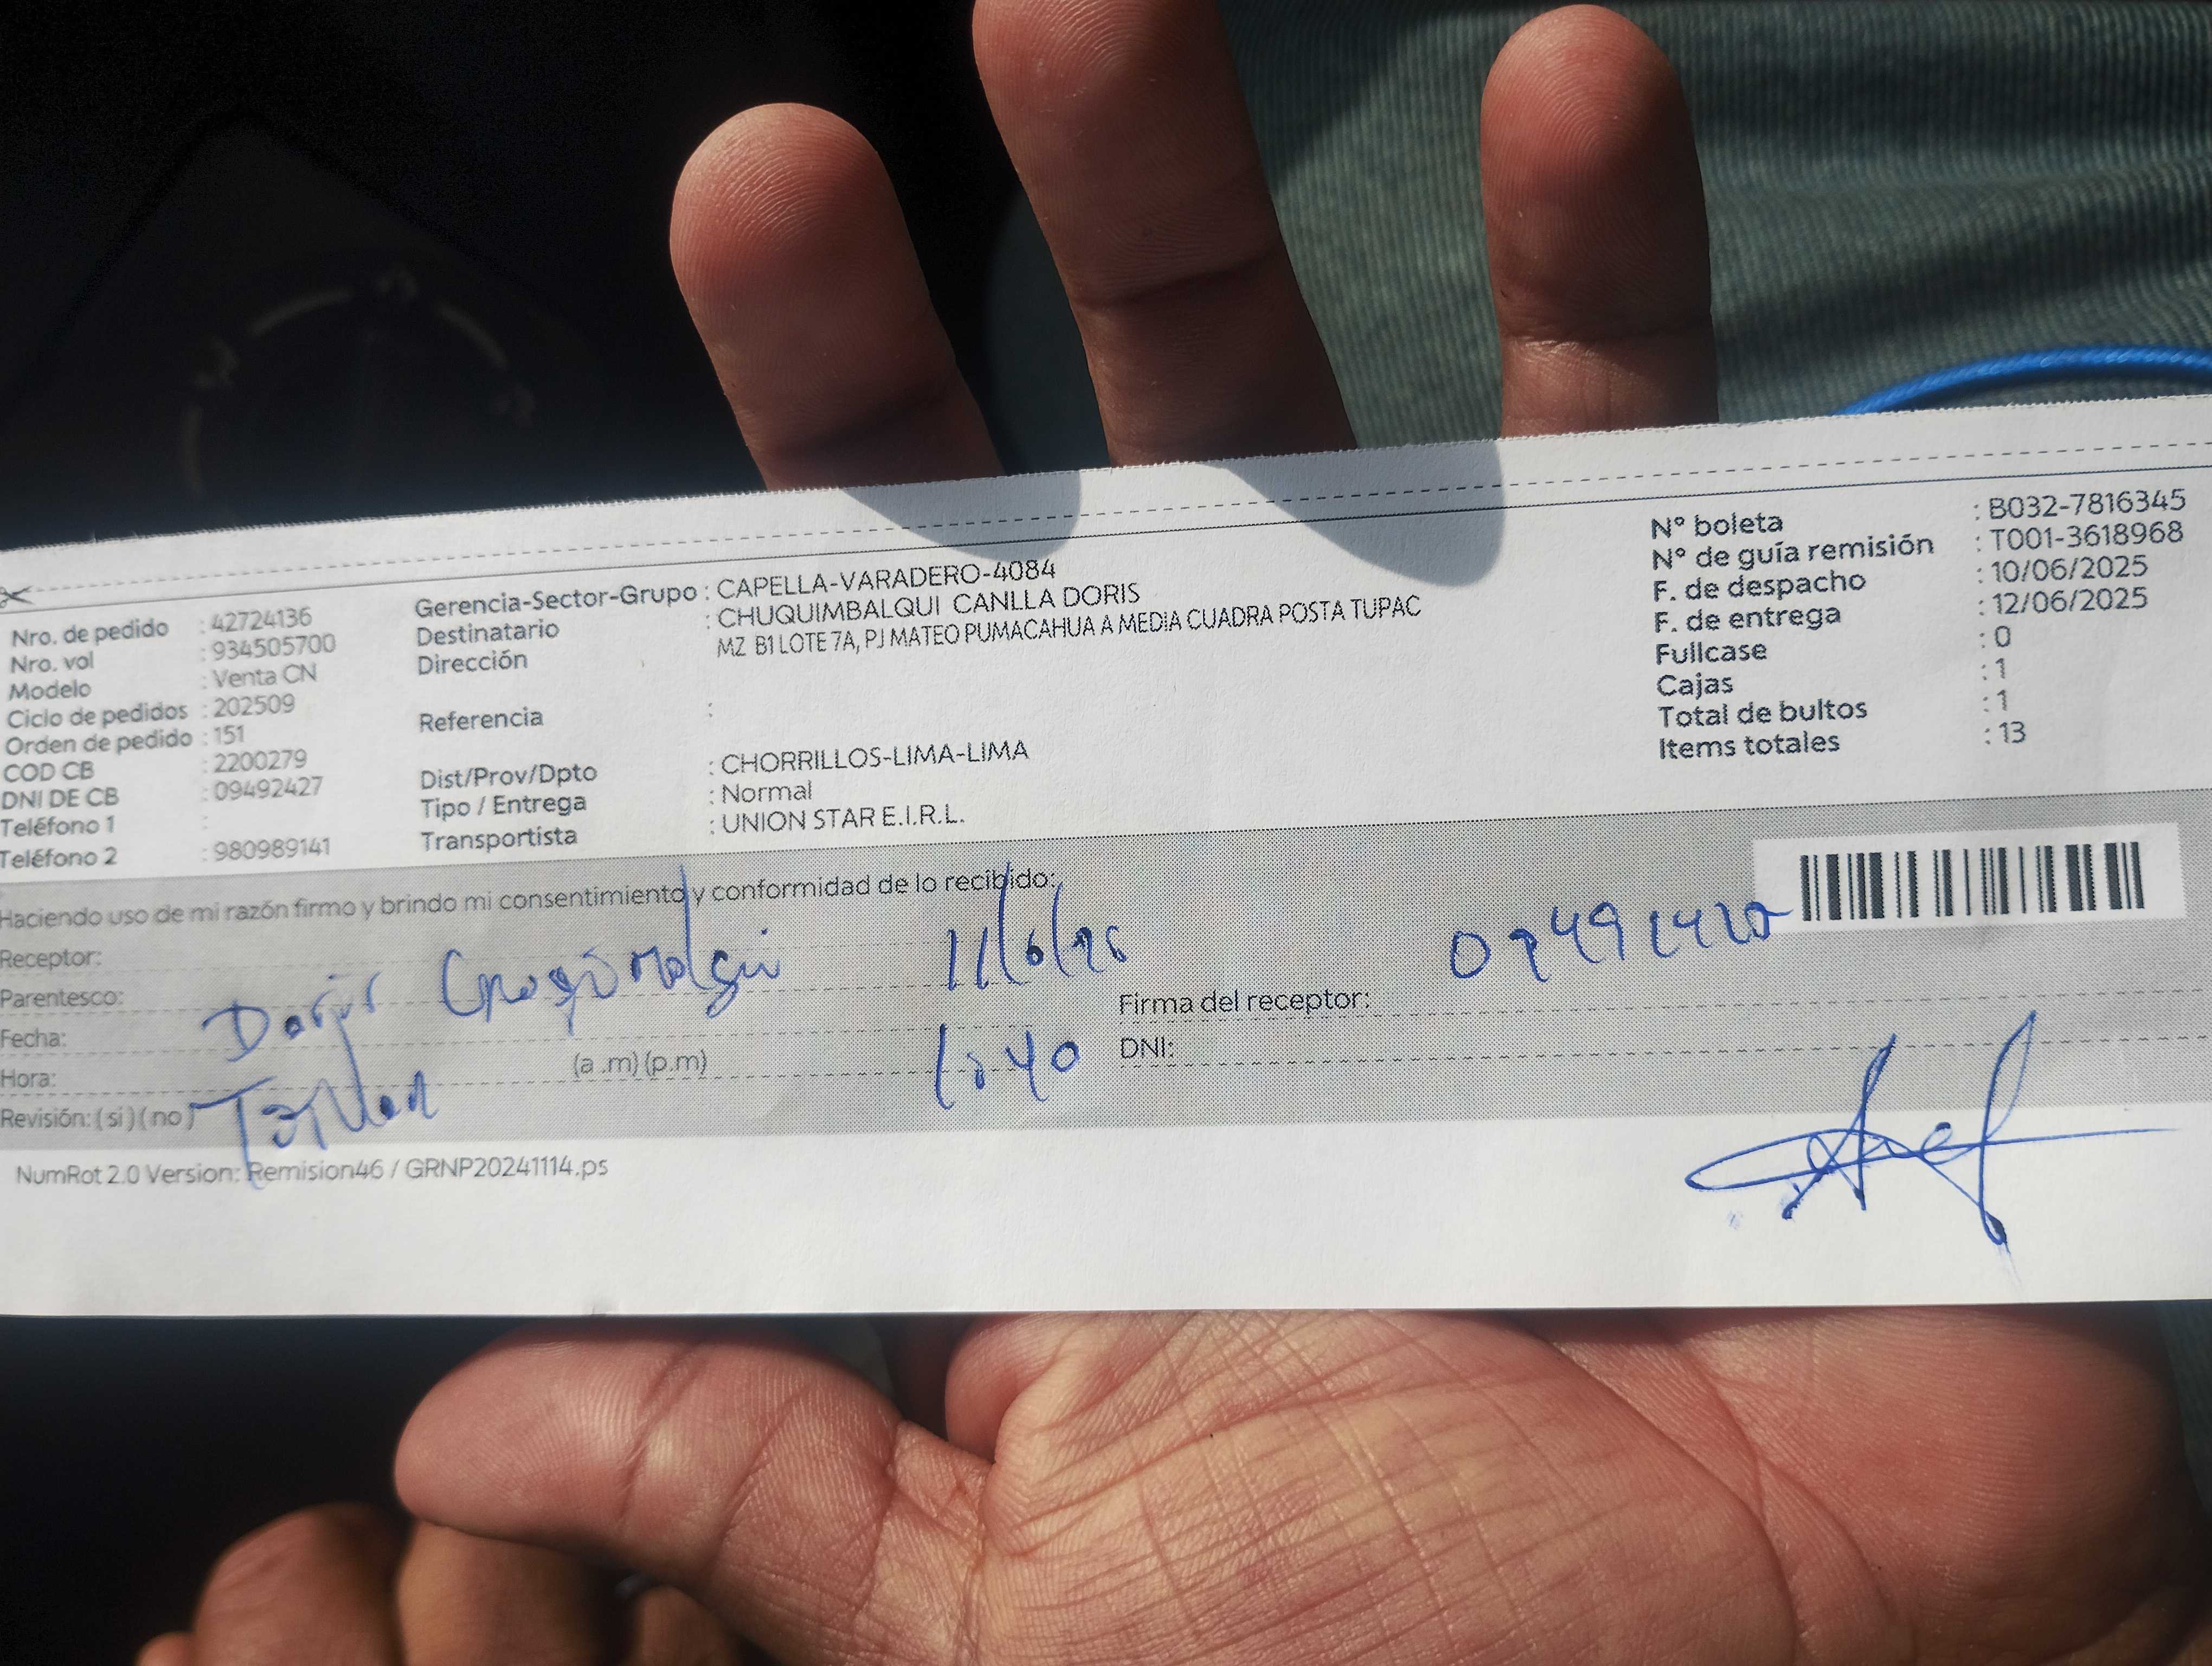 Nro. de pedido : 42724136
Nro. vol : 934505700
Modelo : Venta CN
Ciclo de pedidos : 202509
Orden de pedido : 151
COD CB : 2200279
DNI DE CB : 09492427
Teléfono 1 :
Teléfono 2 : 980989141
Gerencia-Sector-Grupo : CAPELLA-VARADERO-4084
Destinatario : CHUQUIMBALQUI CANLLA DORIS
Dirección MZ B1 LOTE 7A, PJ MATEO PUMACAHUA A MEDIA CUADRA POSTA TUPAC
Referencia :
Dist/Prov/Dpto : CHORRILLOS-LIMA-LIMA
Tipo / Entrega : Normal
Transportista : UNION STAR E.I.R.L.
N° boleta : B032-7816345
N° de guía remisión : T001-3618968
F. de despacho : 10/06/2025
F. de entrega : 12/06/2025
Fullcase : 0
Cajas : 1
Total de bultos : 1
Items totales : 13
Haciendo uso de mi razón firmo y brindo mi consentimiento y conformidad de lo recibido:
Receptor:
Parentesco:
Fecha:
Hora: (a .m) (p.m)
Revisión: ( si ) ( no )
11/6/25
1:40
Firma del receptor:
DNI:
NumRot 2.0 Version: Remision46 / GRNP20241114.ps